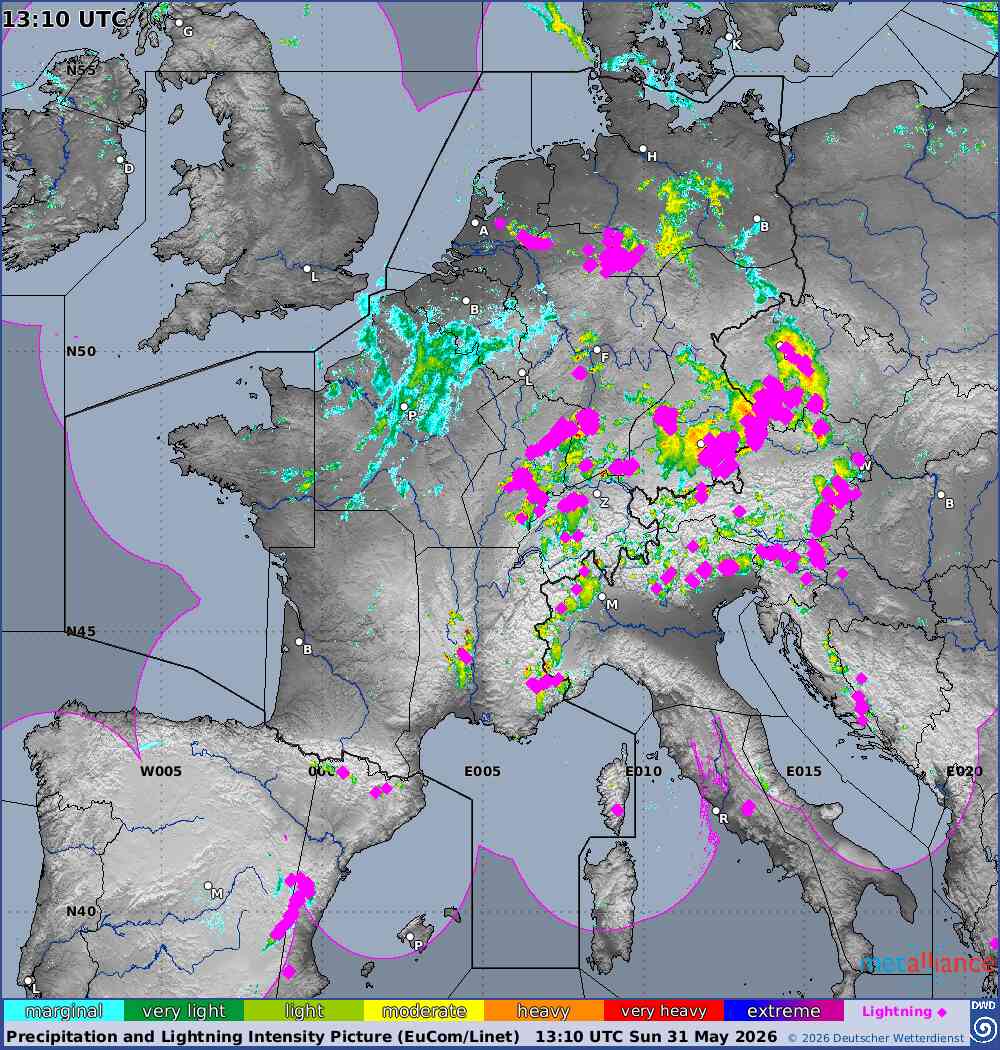 13:10 UTC
G
K
N55
D
H
A
B
L
B
N50
F
L
P
W
Z
B
M
N45
B
W005
000
E005
E010
E015
E020
R
M
N40
P
L
metalliance
marginal very light light moderate heavy very heavy extreme Lightning
DWD
Precipitation and Lightning Intensity Picture (EuCom/Linet) 13:10 UTC Sun 31 May 2026 © 2026 Deutscher Wetterdienst